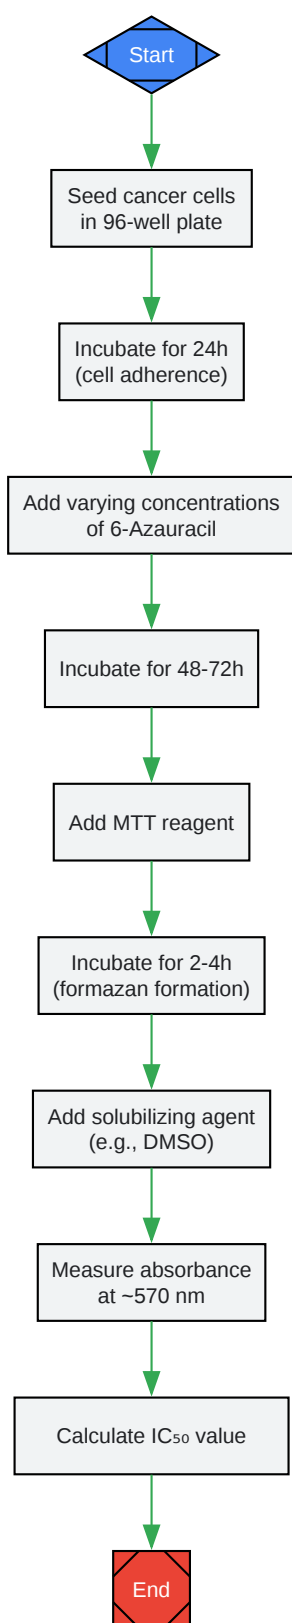 Start
Seed cancer cells
in 96-well plate
Incubate for 24h
(cell adherence)
Add varying concentrations
of 6-Azauracil
Incubate for 48-72h
Add MTT reagent
Incubate for 2-4h
(formazan formation)
Add solubilizing agent
(e.g., DMSO)
Measure absorbance
at ~570 nm
Calculate IC₅₀ value
End